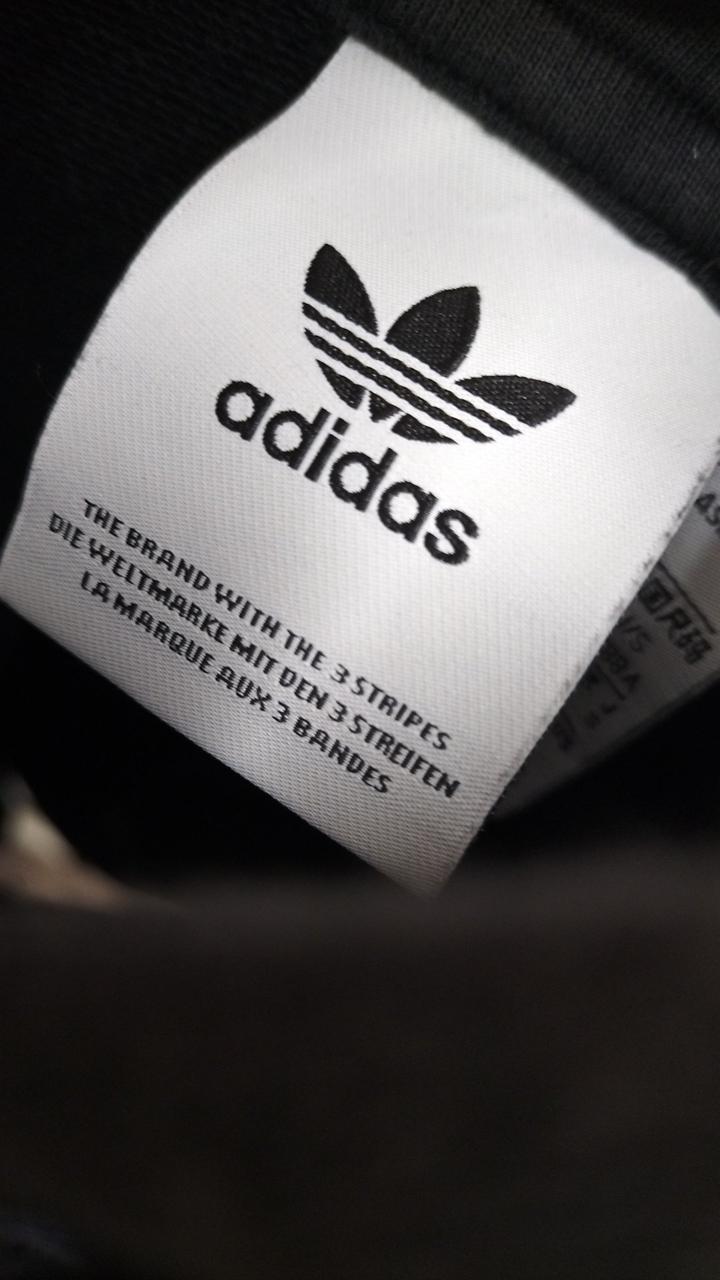 adidas
THE BRAND WITH THE 3 STRIPES
DIE WELTMARKE MIT DEN 3 STREIFEN
LA MARQUE AUX 3 BANDES